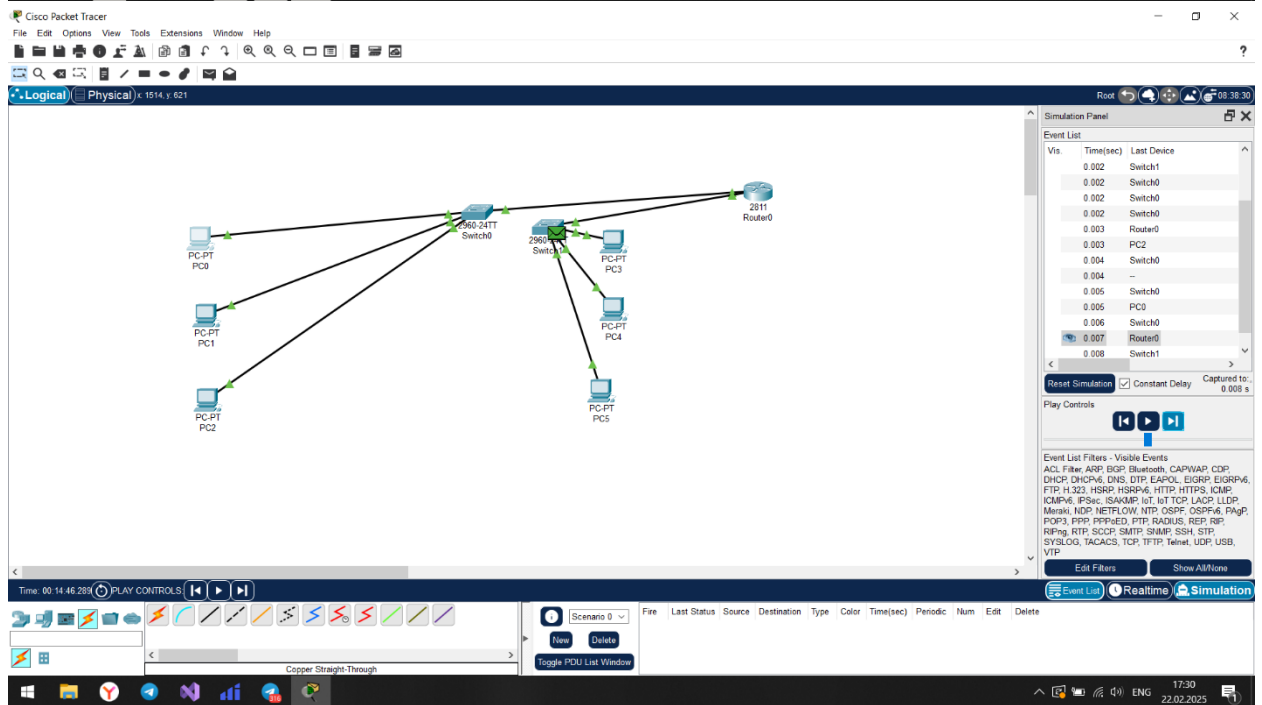 Cisco Packet Tracer
File Edit Options View Tools Extensions Window Help
?
Logical Physical x: 1514, y: 621
Root 08:38:30
2811
Router0
2960-24TT
Switch0
PC-PT
PC0
PC-PT
PC3
PC-PT
PC4
PC-PT
PC1
PC-PT
PC5
PC-PT
PC2
Simulation Panel
Event List
Vis. Time(sec) Last Device
0.002 Switch1
0.002 Switch0
0.002 Switch0
0.002 Switch0
0.003 Router0
0.003 PC2
0.004 Switch0
0.004 --
0.005 Switch0
0.005 PC0
0.006 Switch0
0.007 Router0
0.008 Switch1
Reset Simulation Constant Delay Captured to:
0.008 s
Play Controls
Event List Filters - Visible Events
ACL Filter, ARP, BGP, Bluetooth, CAPWAP, CDP,
DHCP, DHCPv6, DNS, DTP, EAPOL, EIGRP, EIGRPv6,
FTP, H.323, HSRP, HSRPv6, HTTP, HTTPS, ICMP,
ICMPv6, IPSec, ISAKMP, IoT, IoT TCP, LACP, LLDP,
Meraki, NDP, NETFLOW, NTP, OSPF, OSPFv6, PAgP,
POP3, PPP, PPPoED, PTP, RADIUS, REP, RIP,
RIPng, RTP, SCCP, SMTP, SNMP, SSH, STP,
SYSLOG, TACACS, TCP, TFTP, Telnet, UDP, USB,
VTP
Edit Filters Show All/None
Time: 00:14:46.289 PLAY CONTROLS:
Event List Realtime Simulation
Scenario 0
New Delete
Toggle PDU List Window
Fire Last Status Source Destination Type Color Time(sec) Periodic Num Edit Delete
Copper Straight-Through
316
ENG 17:30
22.02.2025
1